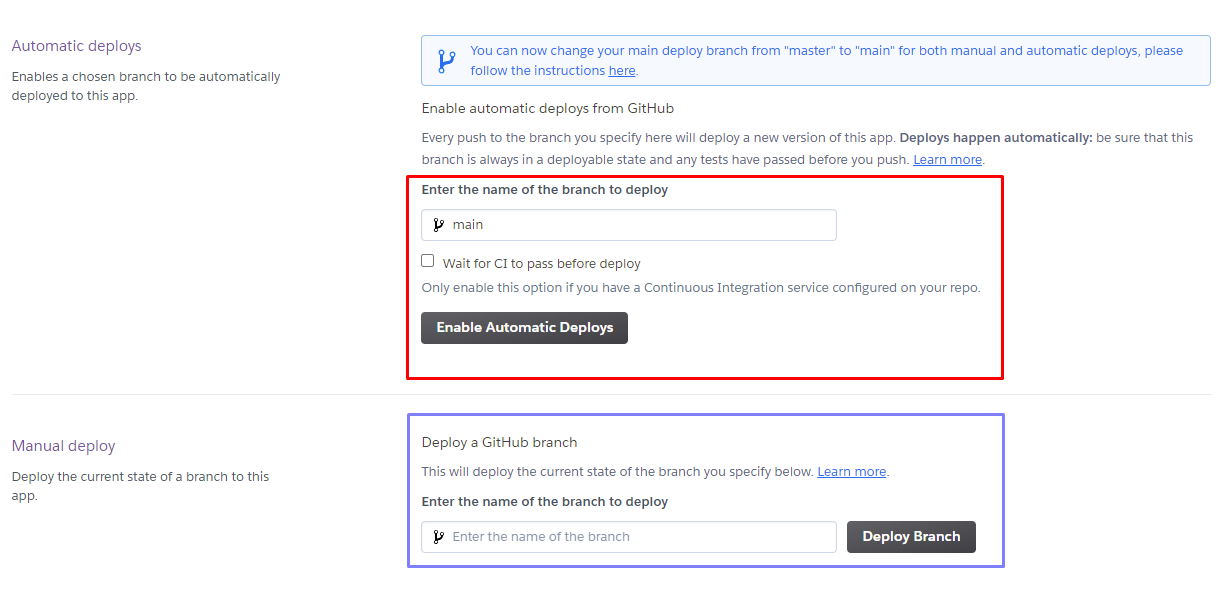 Automatic deploys
Enables a chosen branch to be automatically
deployed to this app.
You can now change your main deploy branch from "master" to "main" for both manual and automatic deploys, please
follow the instructions here.
Enable automatic deploys from GitHub
Every push to the branch you specify here will deploy a new version of this app. Deploys happen automatically: be sure that this
branch is always in a deployable state and any tests have passed before you push. Learn more.
Enter the name of the branch to deploy
main
Wait for CI to pass before deploy
Only enable this option if you have a Continuous Integration service configured on your repo.
Enable Automatic Deploys
Manual deploy
Deploy the current state of a branch to this
app.
Deploy a GitHub branch
This will deploy the current state of the branch you specify below. Learn more.
Enter the name of the branch to deploy
Enter the name of the branch
Deploy Branch